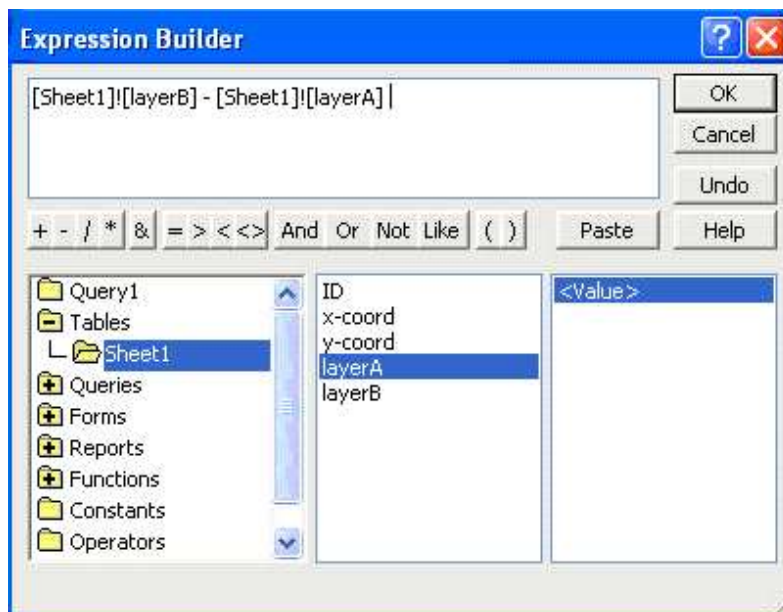 Expression Builder
?
[Sheet1]![layerB] - [Sheet1]![layerA]
OK
Cancel
Undo
+ - / * & = > < <> And Or Not Like ( ) Paste Help
Query1
Tables
Sheet1
Queries
Forms
Reports
Functions
Constants
Operators
ID
x-coord
y-coord
layerA
layerB
<Value>